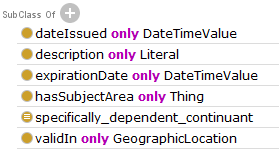 SubClass Of
dateIssued only DateTimeValue
description only Literal
expirationDate only DateTimeValue
hasSubjectArea only Thing
specifically_dependent_continuant
validIn only GeographicLocation